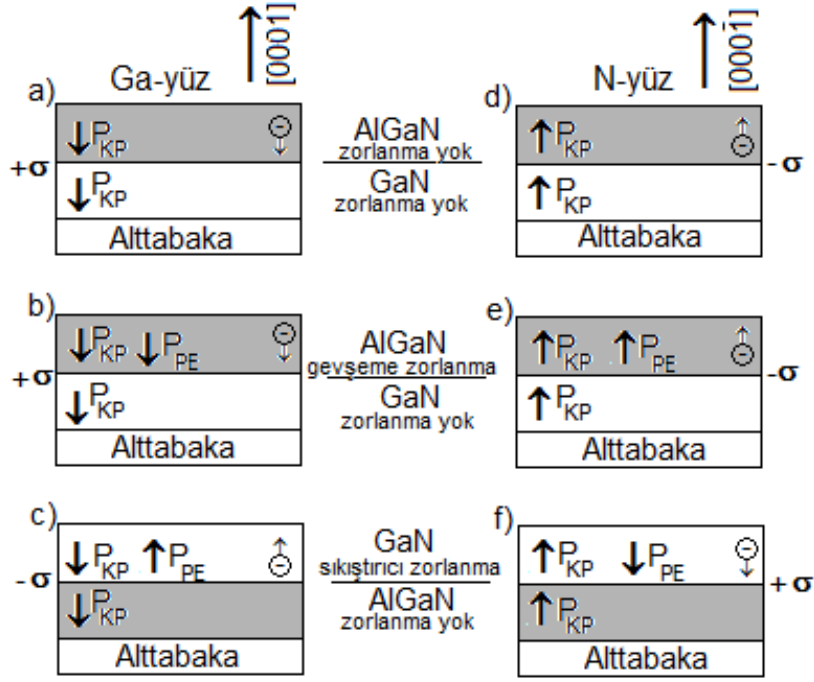 Ga-yüz [0001]
N-yüz [0001̄]
a)
P_KP -
+σ
P_KP
Alttabaka
AlGaN
zorlanma yok
GaN
zorlanma yok
d)
P_KP -
-σ
P_KP
Alttabaka
b)
P_KP P_PE -
+σ
P_KP
Alttabaka
AlGaN
gevşeme zorlanma
GaN
zorlanma yok
e)
P_KP P_PE -
-σ
P_KP
Alttabaka
c)
P_KP P_PE -
-σ
P_KP
Alttabaka
GaN
sıkıştırıcı zorlanma
AlGaN
zorlanma yok
f)
P_KP P_PE -
+σ
P_KP
Alttabaka